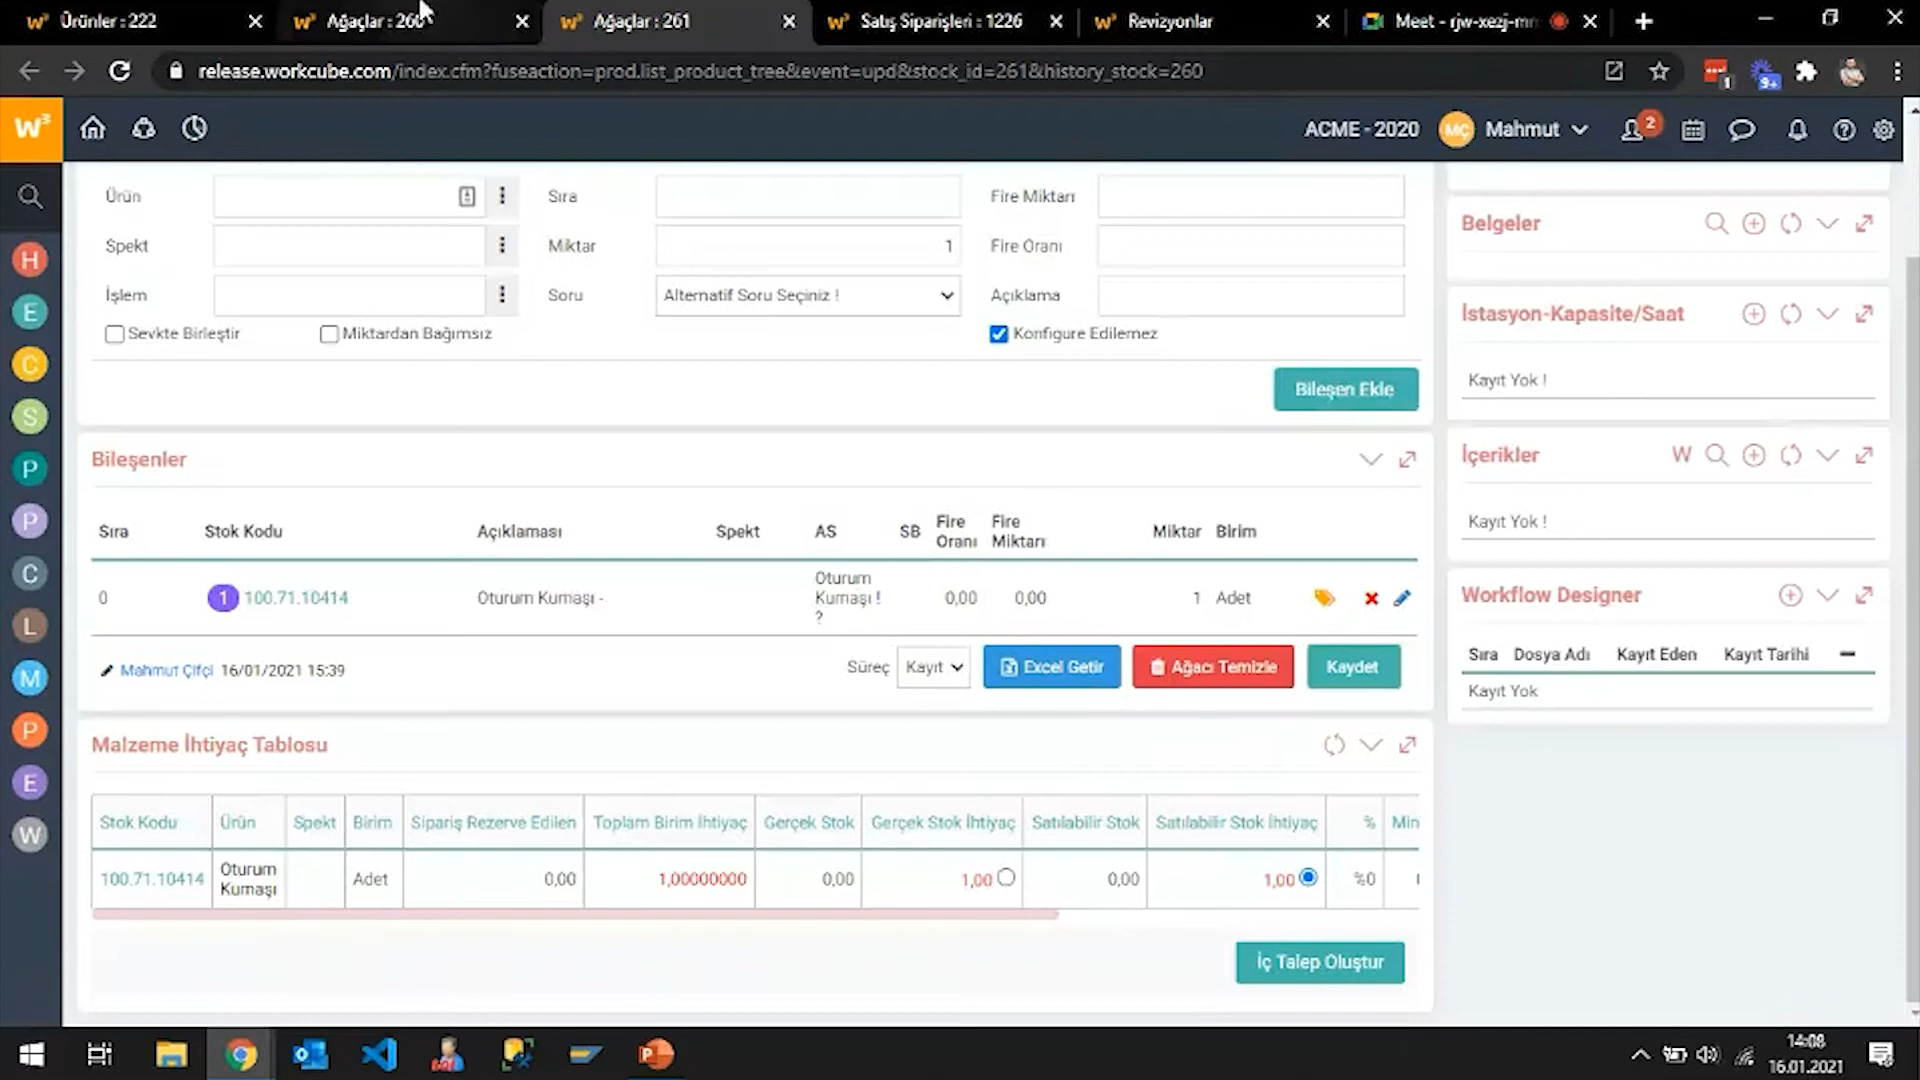 Ürünler : 222
Ağaçlar : 260
Ağaçlar : 261
Satış Siparişleri : 1226
Revizyonlar
Meet - rjw-xezj-mr
release.workcube.com/index.cfm?fuseaction=prod.list_product_tree&event=upd&stock_id=261&history_stock=260
1
9+
W³
ACME - 2020
MÇ
Mahmut
2
H
E
C
S
P
P
C
L
M
P
E
W
Ürün
Sıra
Fire Miktarı
Spekt
Miktar
1
Fire Oranı
İşlem
Soru
Alternatif Soru Seçiniz !
Açıklama
Sevkte Birleştir
Miktardan Bağımsız
Konfigure Edilemez
Bileşen Ekle
Bileşenler
Sıra Stok Kodu Açıklaması Spekt AS SB Fire Oranı Fire Miktarı Miktar Birim
0 1 100.71.10414 Oturum Kumaşı - Oturum Kumaşı ! ? 0,00 0,00 1 Adet
Mahmut Çifçi 16/01/2021 15:39
Süreç
Kayıt
Excel Getir
Ağacı Temizle
Kaydet
Malzeme İhtiyaç Tablosu
Stok Kodu Ürün Spekt Birim Sipariş Rezerve Edilen Toplam Birim İhtiyaç Gerçek Stok Gerçek Stok İhtiyaç Satılabilir Stok Satılabilir Stok İhtiyaç % Min
100.71.10414 Oturum Kumaşı Adet 0,00 1,00000000 0,00 1,00 0,00 1,00 %0
İç Talep Oluştur
Belgeler
İstasyon-Kapasite/Saat
Kayıt Yok !
İçerikler
W
Kayıt Yok !
Workflow Designer
Sıra Dosya Adı Kayıt Eden Kayıt Tarihi
Kayıt Yok
14:08
16.01.2021